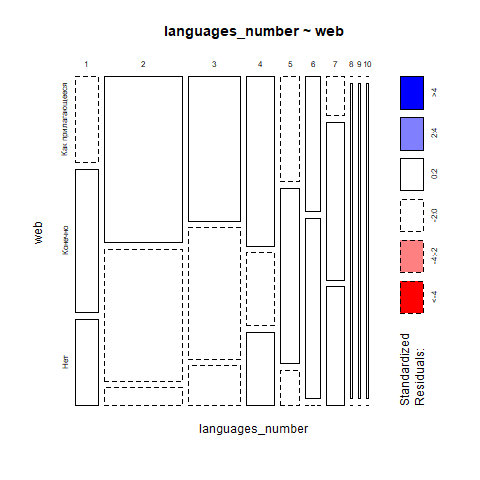 languages_number ~ web
1 2 3 4 5 6 7 8 9 10
Как прилагающееся
Конечно
Нет
web
languages_number
>4
2:4
0:2
-2:0
-4:-2
<-4
Standardized
Residuals: